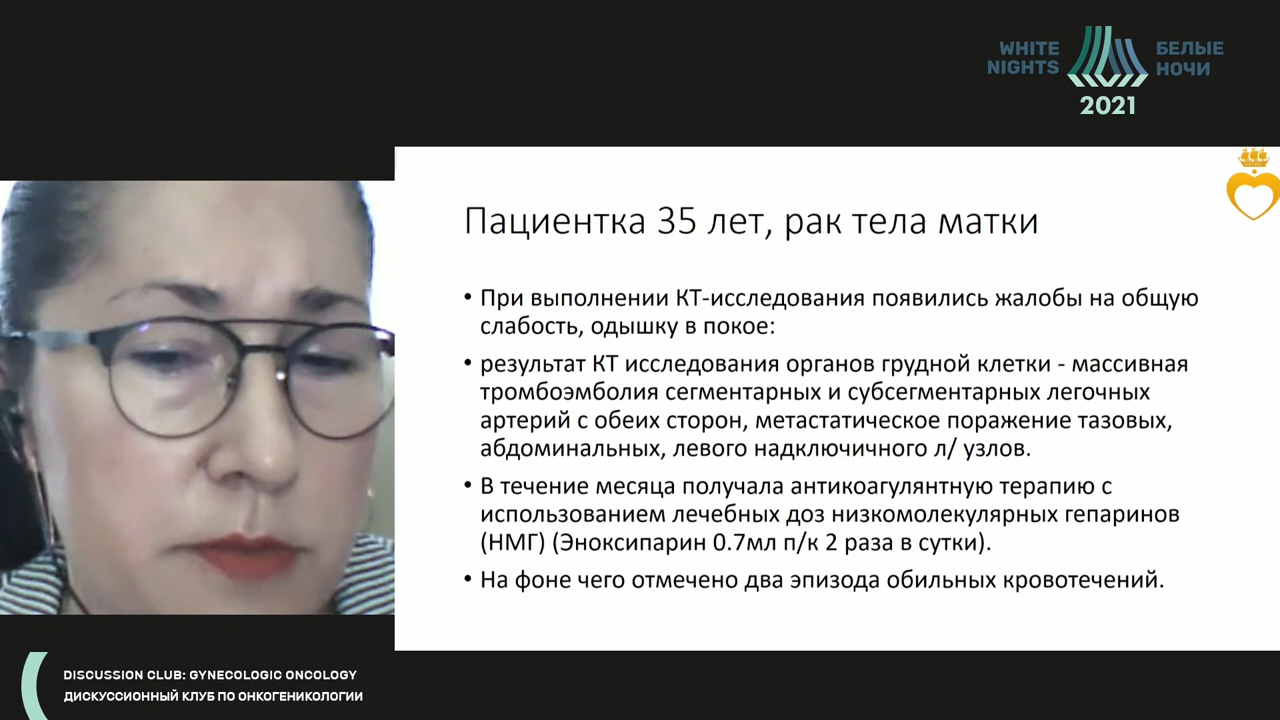 WHITE
NIGHTS
БЕЛЫЕ
НОЧИ
2021
Пациентка 35 лет, рак тела матки
• При выполнении КТ-исследования появились жалобы на общую
слабость, одышку в покое:
• результат КТ исследования органов грудной клетки - массивная
тромбоэмболия сегментарных и субсегментарных легочных
артерий с обеих сторон, метастатическое поражение тазовых,
абдоминальных, левого надключичного л/ узлов.
• В течение месяца получала антикоагулянтную терапию с
использованием лечебных доз низкомолекулярных гепаринов
(НМГ) (Эноксипарин 0.7мл п/к 2 раза в сутки).
• На фоне чего отмечено два эпизода обильных кровотечений.
DISCUSSION CLUB: GYNECOLOGIC ONCOLOGY
ДИСКУССИОННЫЙ КЛУБ ПО ОНКОГЕНИКОЛОГИИ